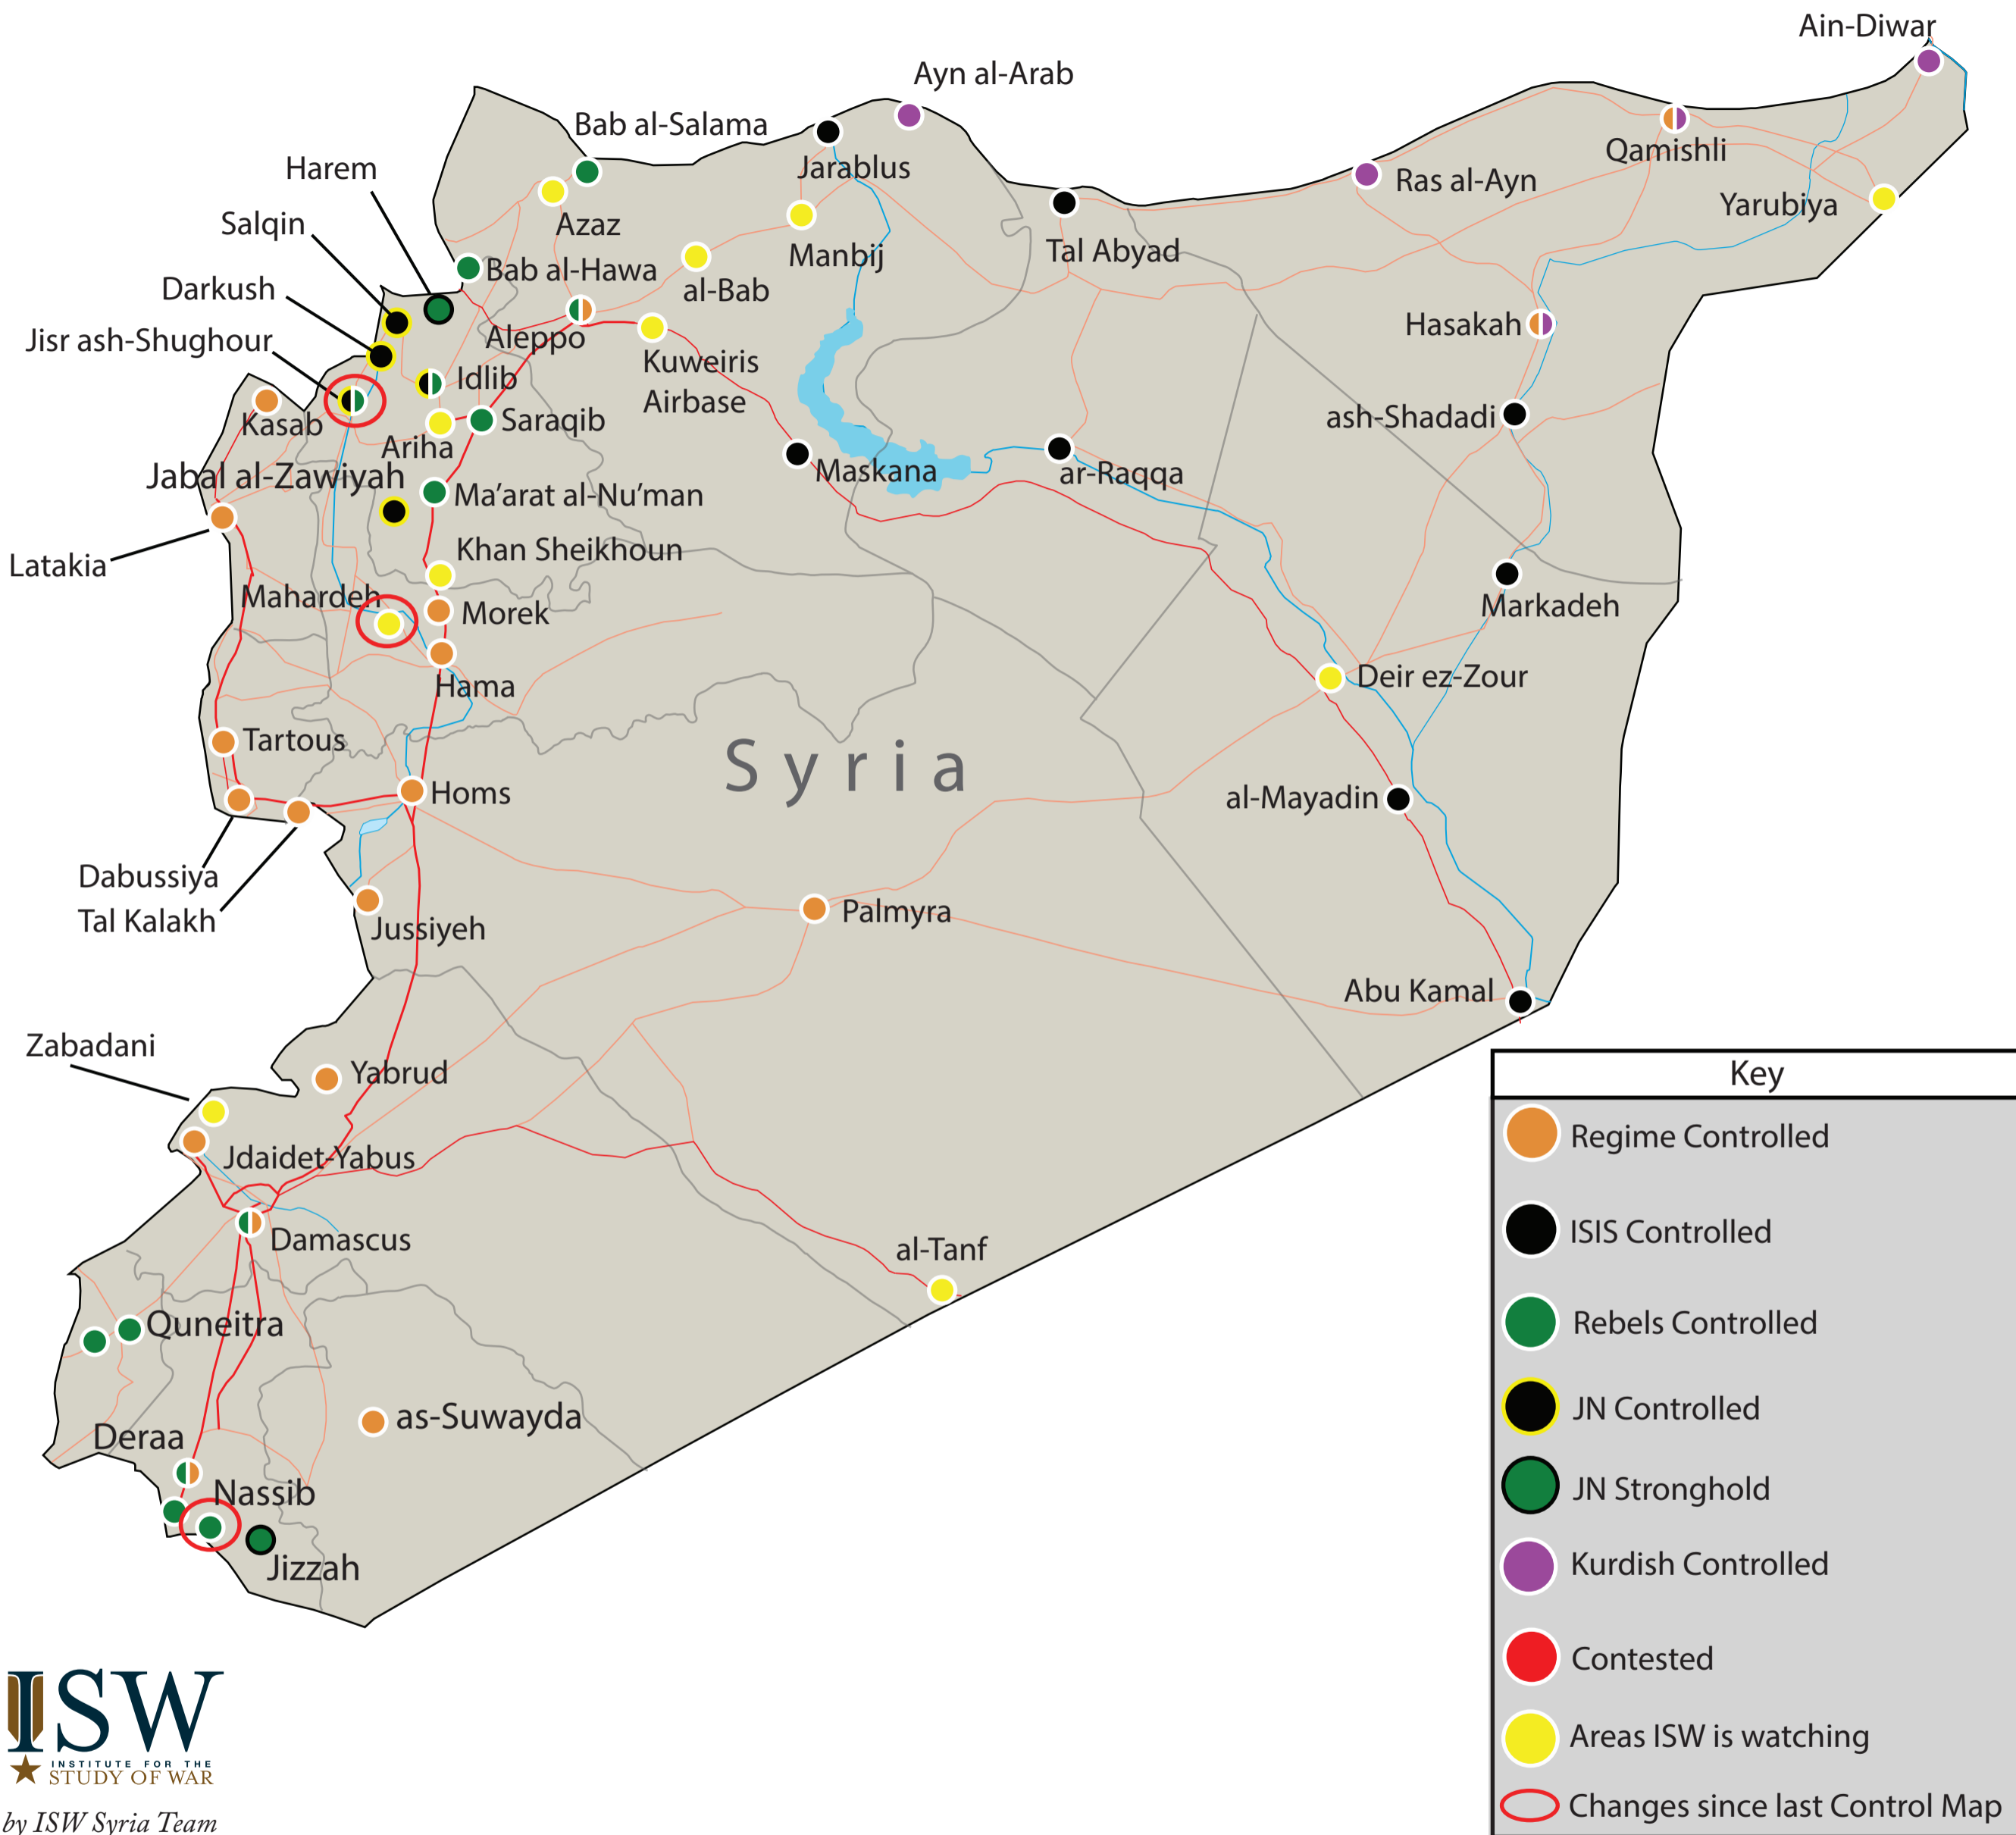 Ain-Diwar
Ayn al-Arab
Bab al-Salama
Jarablus
Qamishli
Harem
Ras al-Ayn
Yarubiya
Salqin
Azaz
Manbij
Tal Abyad
Bab al-Hawa
al-Bab
Darkush
Jisr ash-Shughour
Aleppo
Hasakah
Kuweiris
Airbase
Idlib
Kasab
Ariha
Saraqib
ash-Shadadi
Jabal al-Zawiyah
Maskana
ar-Raqqa
Ma’arat al-Nu’man
Latakia
Khan Sheikhoun
Mahardeh
Morek
Markadeh
Hama
Deir ez-Zour
Tartous
Syria
Homs
al-Mayadin
Dabussiya
Tal Kalakh
Jussiyeh
Palmyra
Abu Kamal
Zabadani
Yabrud
Jdaidet-Yabus
Damascus
al-Tanf
Quneitra
as-Suwayda
Deraa
Nassib
Jizzah
Key
Regime Controlled
ISIS Controlled
Rebels Controlled
JN Controlled
JN Stronghold
Kurdish Controlled
Contested
Areas ISW is watching
Changes since last Control Map
ISW
INSTITUTE FOR THE
STUDY OF WAR
by ISW Syria Team